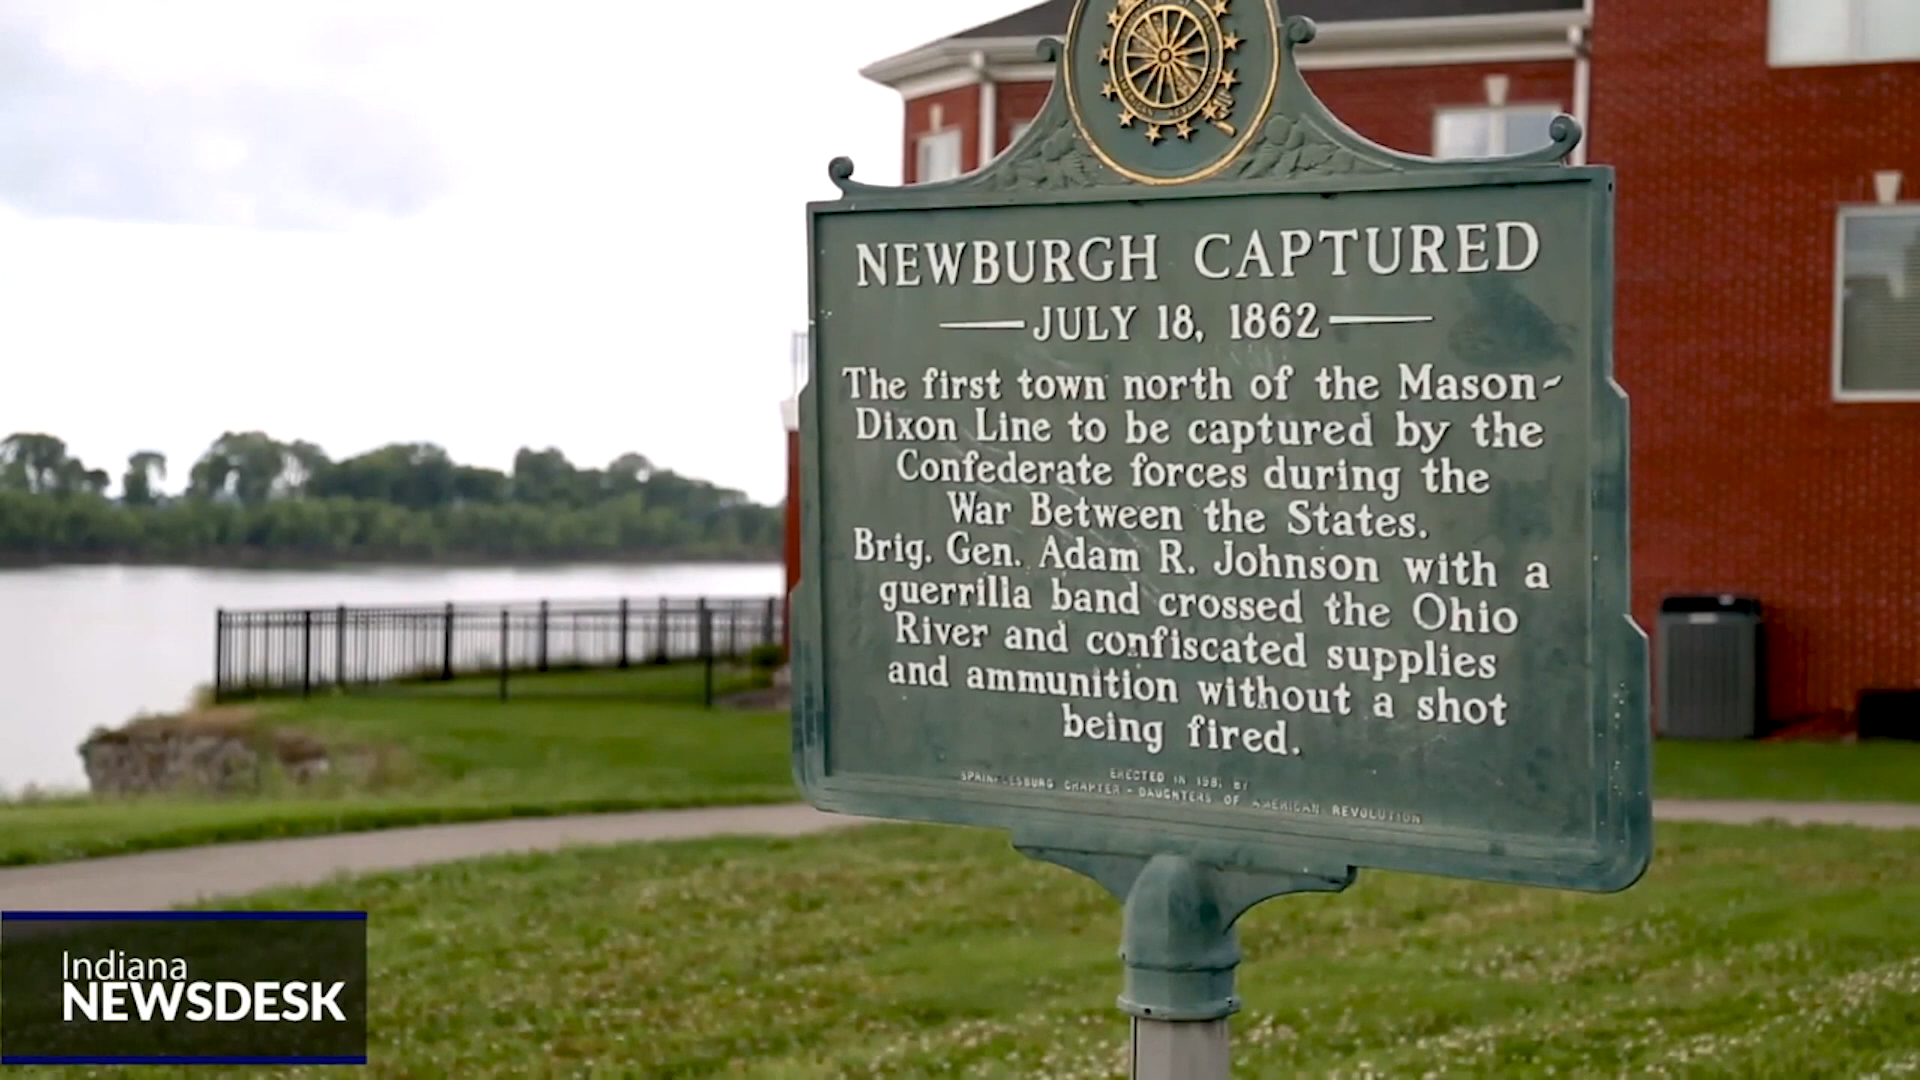 NEWBURGH CAPTURED
JULY 18, 1862
The first town north of the Mason-
Dixon Line to be captured by the
Confederate forces during the
War Between the States.
Brig. Gen. Adam R. Johnson with a
guerrilla band crossed the Ohio
River and confiscated supplies
and ammunition without a shot
being fired.
ERECTED IN BY
CHAPTER - DAUGHTERS OF AMERICAN REVOLUTION
Indiana
NEWSDESK